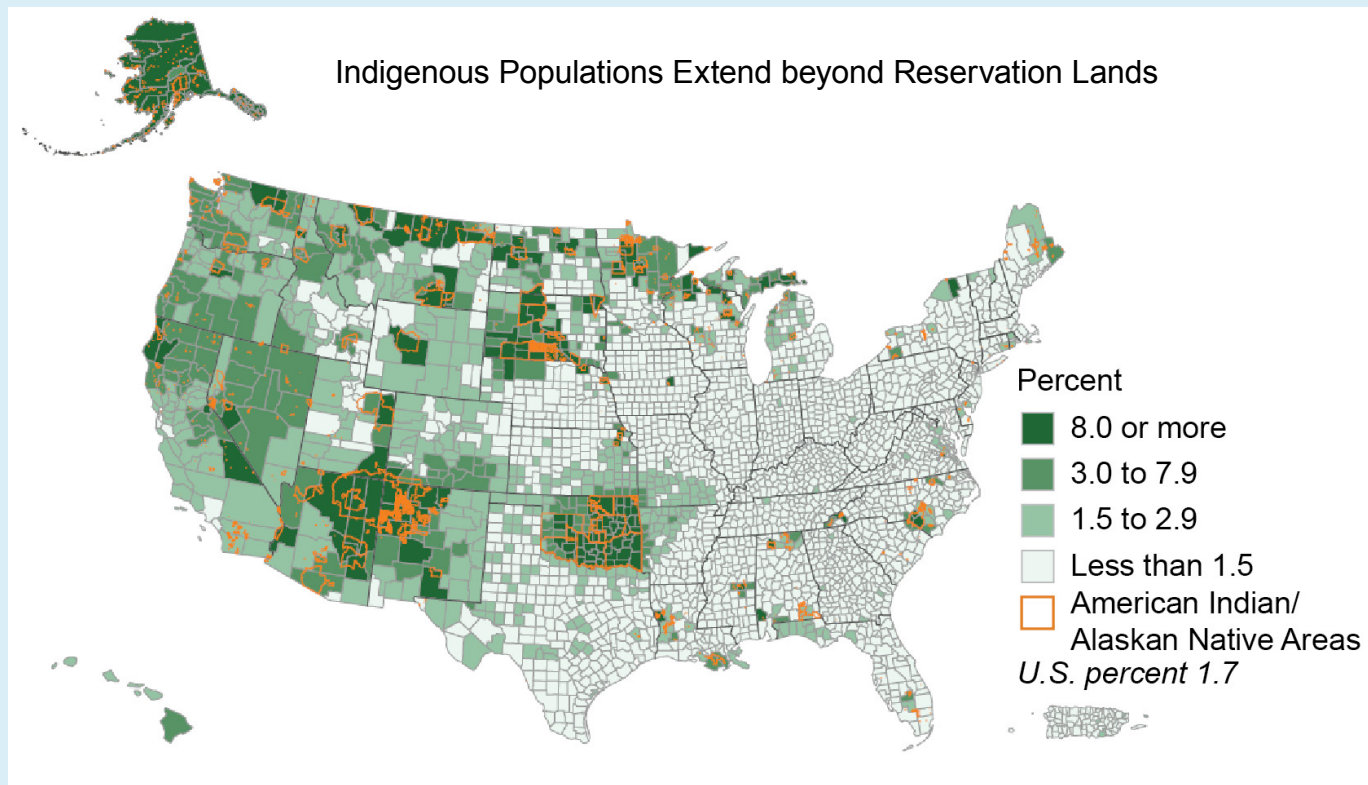 Indigenous Populations Extend beyond Reservation Lands
Percent
8.0 or more
3.0 to 7.9
1.5 to 2.9
Less than 1.5
American Indian/
Alaskan Native Areas
U.S. percent 1.7